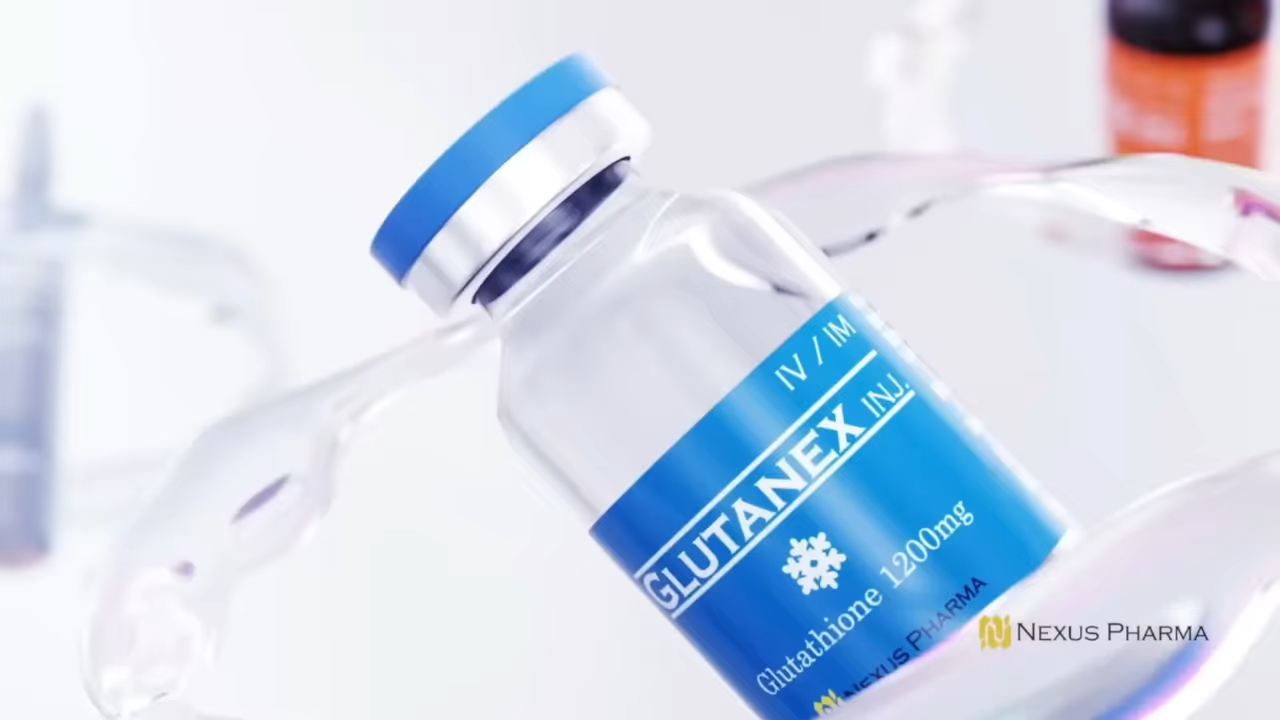 IV / IM
GLUTANEX INJ.
Glutathione 1200mg
NEXUS PHARMA
NEXUS PHARMA